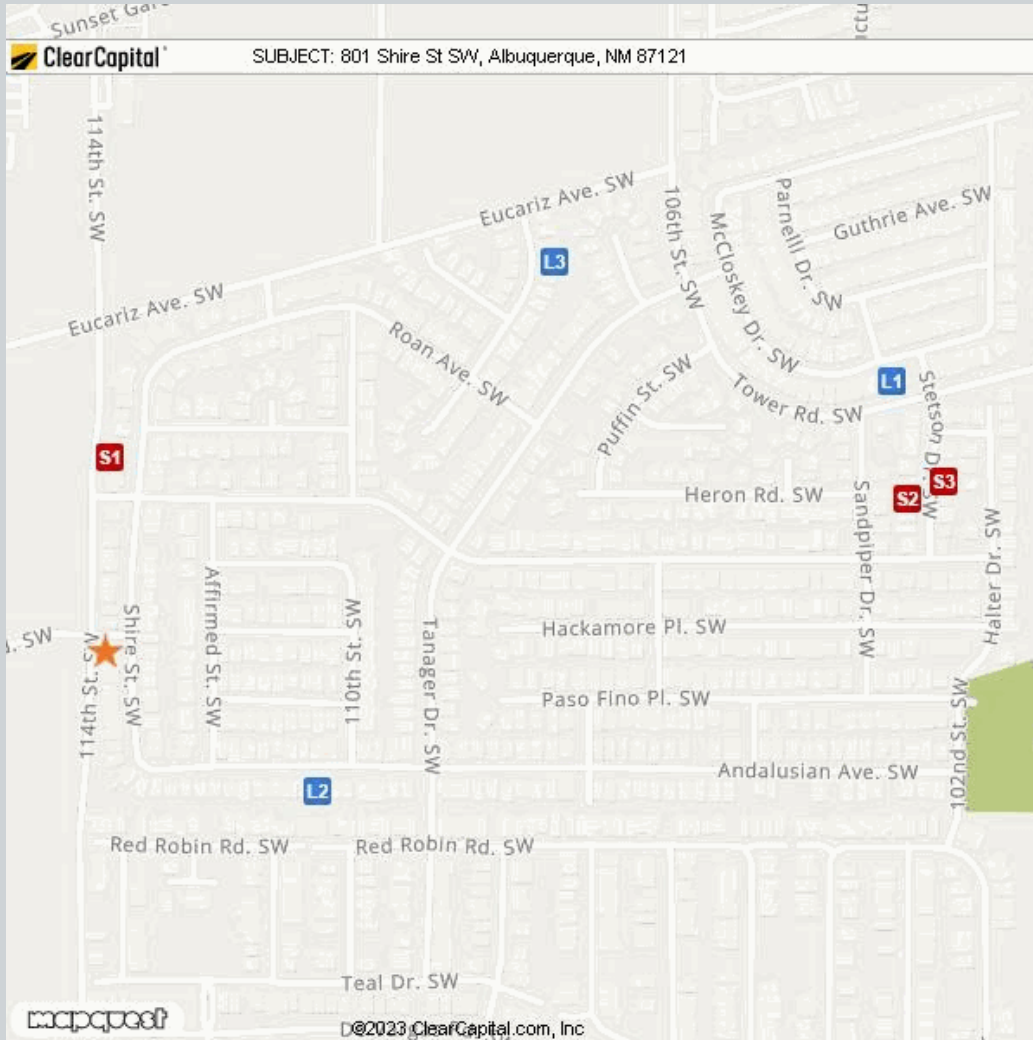 Sunset Gar
ClearCapital
SUBJECT: 801 Shire St SW, Albuquerque, NM 87121
114th St. SW
Eucariz Ave. SW
106th St. SW
McCloskey Dr. SW
Parnelll Dr. SW
Guthrie Ave. SW
L3
Eucariz Ave. SW
Roan Ave. SW
Puffin St. SW
Tower Rd. SW
L1
Stetson Dr. SW
S1
S3
S2
Heron Rd. SW
Sandpiper Dr. SW
Halter Dr. SW
Affirmed St. SW
110th St. SW
Shire St. SW
Tanager Dr. SW
Hackamore Pl. SW
. SW
114th St. SW
Paso Fino Pl. SW
102nd St. SW
Andalusian Ave. SW
L2
Red Robin Rd. SW
Red Robin Rd. SW
Teal Dr. SW
mapquest
©2023 ClearCapital.com, Inc